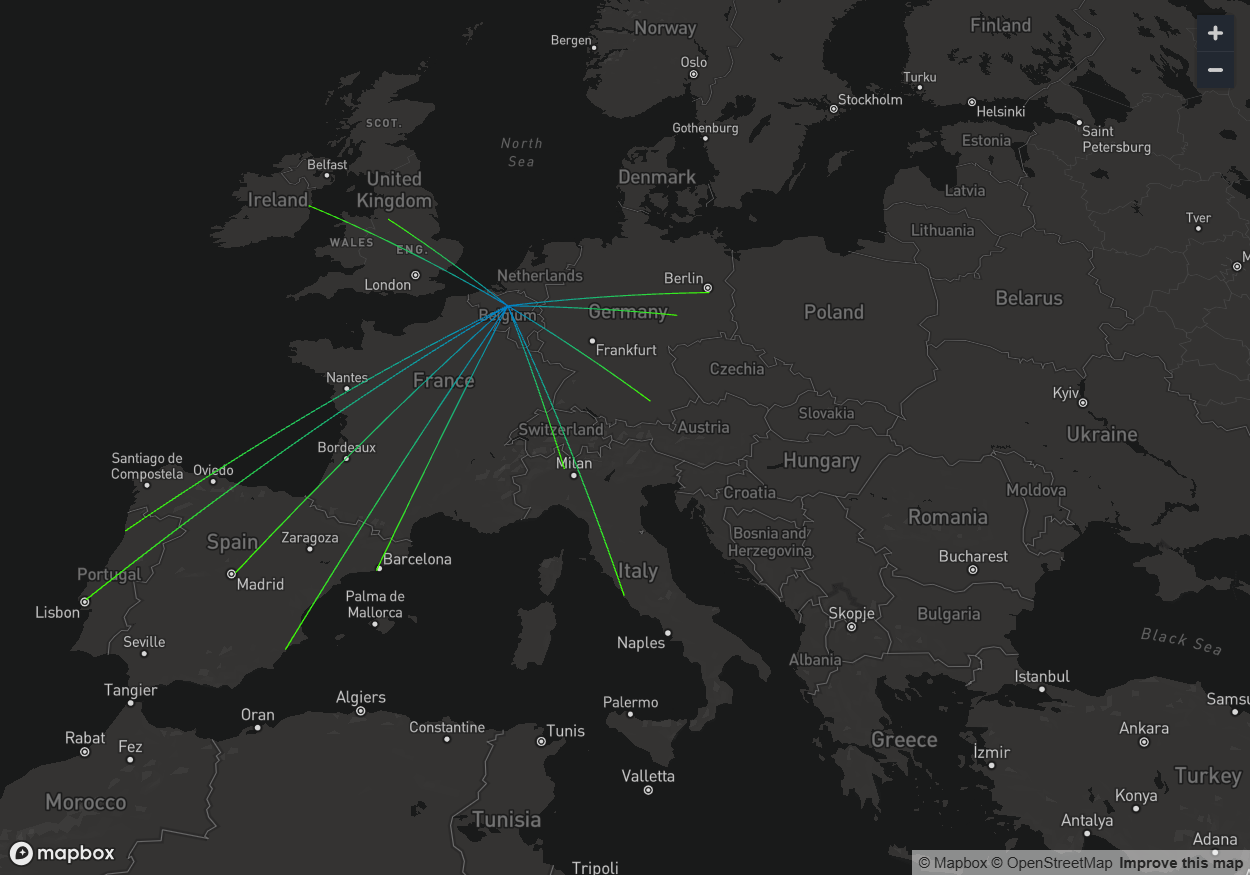 Norway
Finland
Bergen
Oslo
Turku
Stockholm
Helsinki
Saint
Petersburg
SCOT.
North
Sea
Gothenburg
Estonia
Belfast
United
Kingdom
Denmark
Latvia
Ireland
Tver
Lithuania
WALES
ENG.
M
London
Netherlands
Berlin
Belgium
Germany
Poland
Belarus
Frankfurt
Nantes
France
Czechia
Kyiv
Slovakia
Switzerland
Austria
Ukraine
Santiago de
Compostela
Oviedo
Bordeaux
Milan
Hungary
Croatia
Moldova
Spain
Zaragoza
Bosnia and
Herzegovina
Romania
Barcelona
Bucharest
Portugal
Madrid
Italy
Lisbon
Palma de
Mallorca
Skopje
Bulgaria
Seville
Naples
Black Sea
Albania
Istanbul
Tangier
Algiers
Palermo
Samsu
Oran
Constantine
Tunis
Ankara
Rabat
Fez
Greece
İzmir
Valletta
Turkey
Morocco
Konya
Tunisia
Antalya
Adana
mapbox
Tripoli
© Mapbox © OpenStreetMap Improve this map